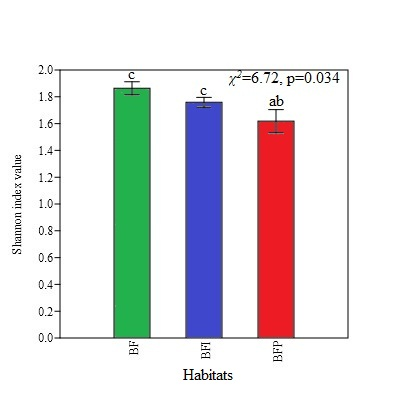 χ²=6.72, p=0.034
c
c
ab
2.0
1.8
1.6
1.4
1.2
1.0
0.8
0.6
0.4
0.2
0.0
Shannon index value
BF
BFI
BFP
Habitats